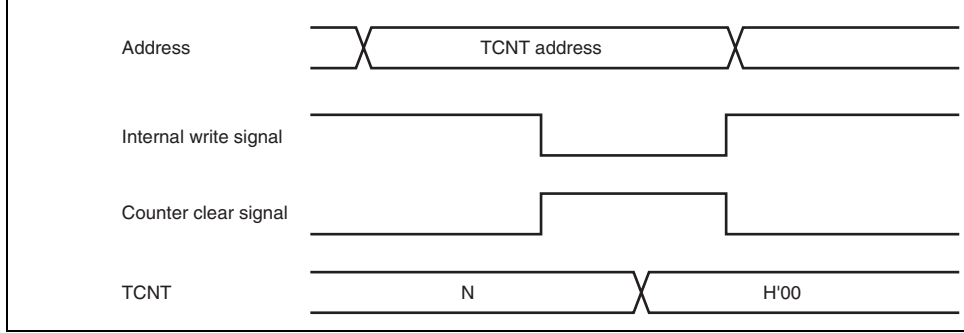 Address TCNT address
Internal write signal
Counter clear signal
TCNT N H'00